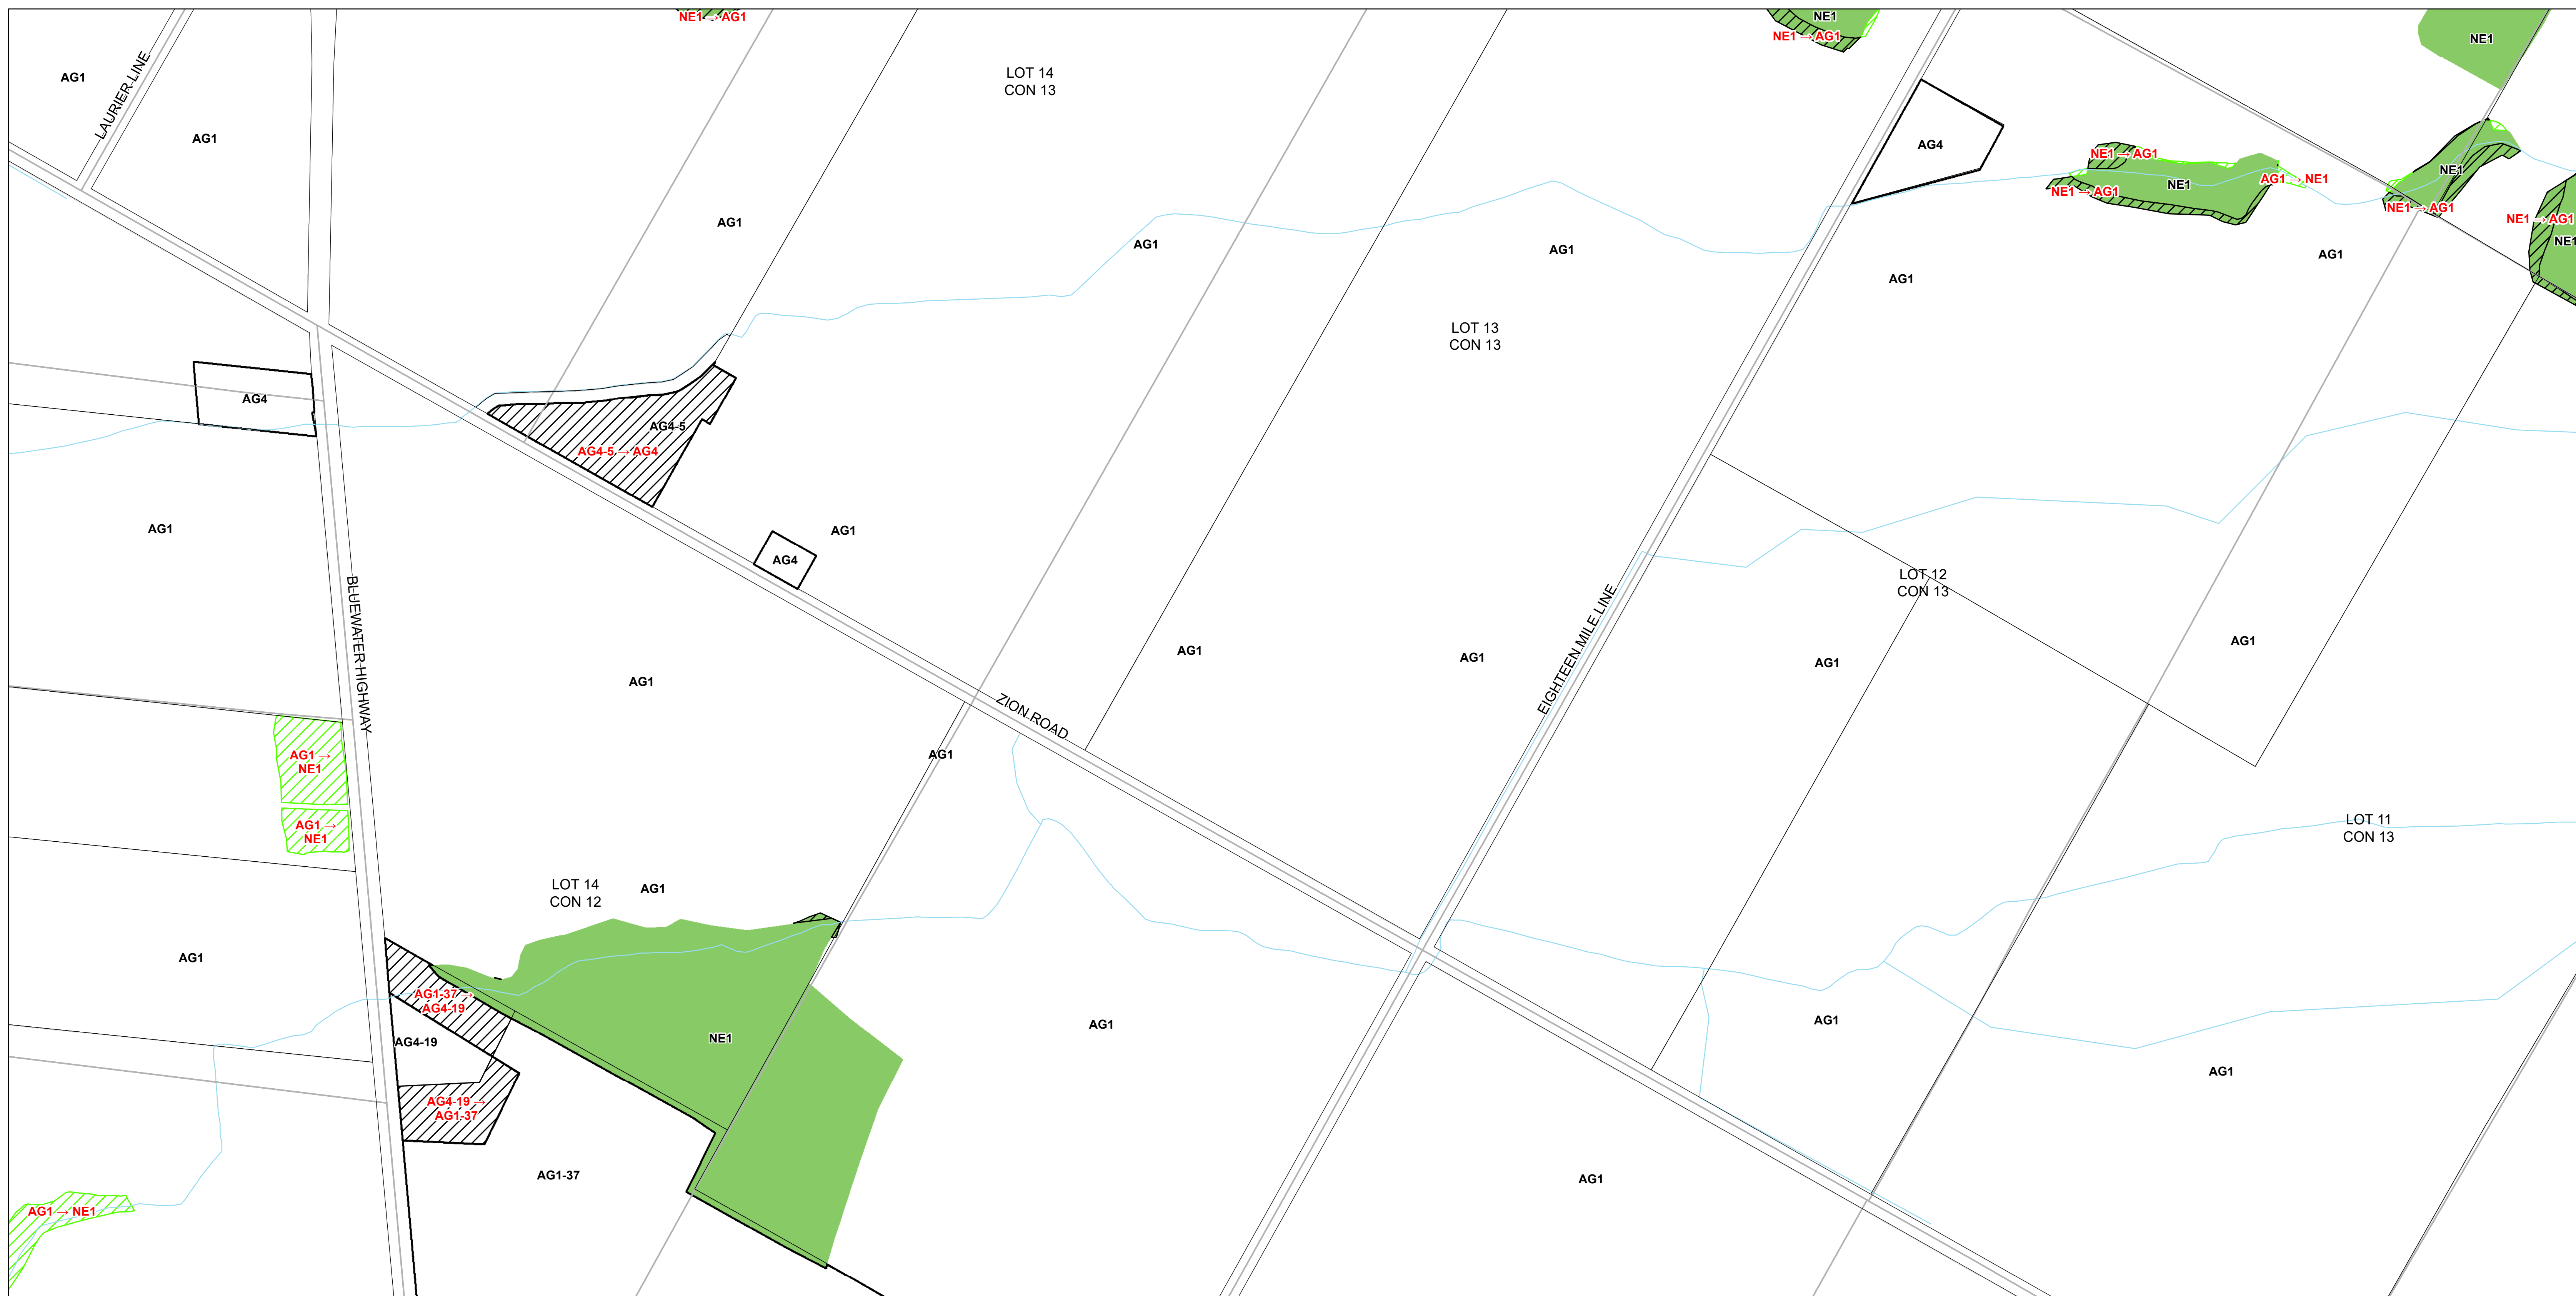 NE1 → AG1
NE1
NE1 → AG1
NE1
AG1
LAURIER LINE
AG1
LOT 14
CON 13
AG4
NE1 → AG1
NE1 → AG1
NE1
AG1 → NE1
NE1
NE1 → AG1
NE1 → AG1
NE1
AG1
AG1
AG1
AG1
AG1
LOT 13
CON 13
AG4
AG4-5
AG4-5 → AG4
AG1
AG1
AG4
LOT 12
CON 13
BLUEWATER HIGHWAY
EIGHTEEN MILE LINE
AG1
AG1
AG1
AG1
AG1
ZION ROAD
AG1
AG1 →
NE1
AG1 →
NE1
LOT 11
CON 13
LOT 14
CON 12
AG1
AG1
AG1-37 →
AG4-19
AG4-19
NE1
AG1
AG1
AG1
AG4-19 →
AG1-37
AG1-37
AG1
AG1 → NE1